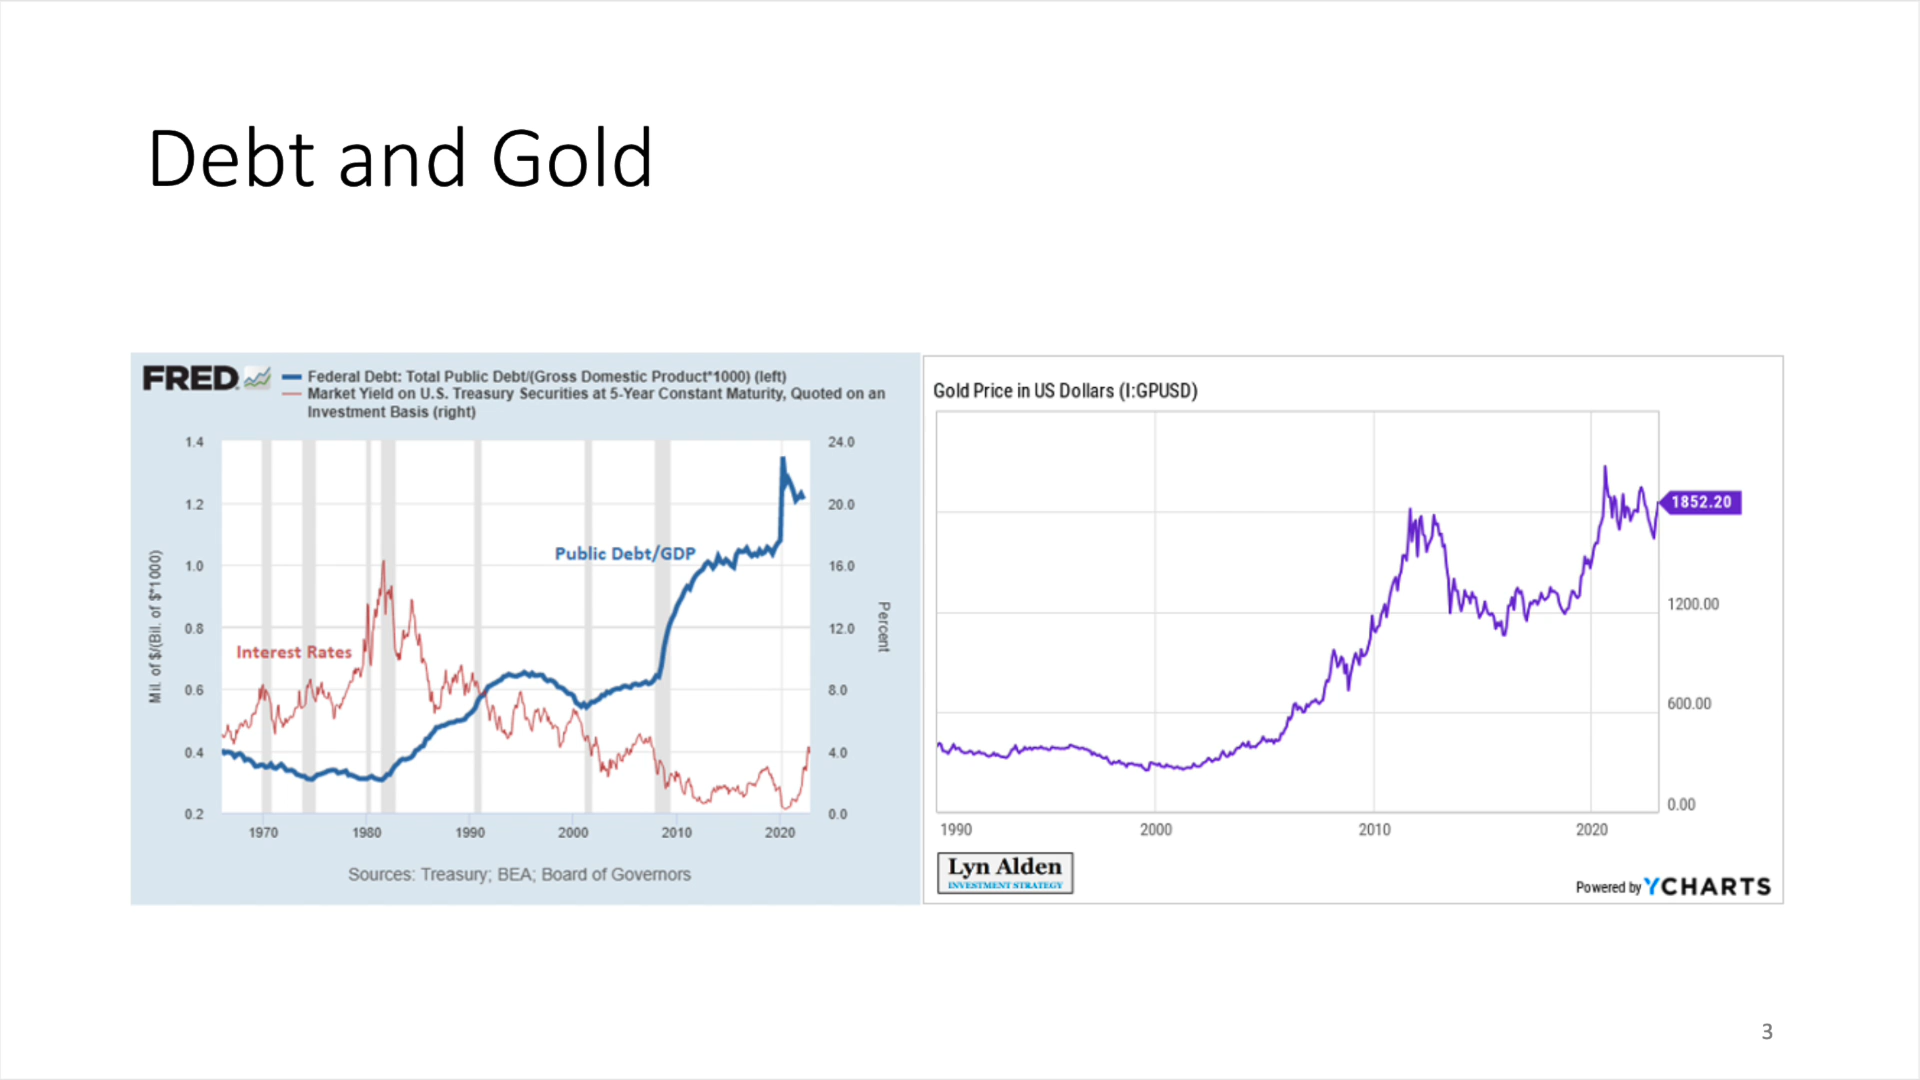 Debt and Gold
FRED
Federal Debt: Total Public Debt/(Gross Domestic Product*1000) (left)
Market Yield on U.S. Treasury Securities at 5-Year Constant Maturity, Quoted on an
Investment Basis (right)
1.4
1.2
1.0
0.8
0.6
0.4
0.2
Mil. of $/(Bil. of $*1000)
24.0
20.0
16.0
12.0
8.0
4.0
0.0
Percent
Public Debt/GDP
Interest Rates
1970 1980 1990 2000 2010 2020
Sources: Treasury; BEA; Board of Governors
Gold Price in US Dollars (I:GPUSD)
1852.20
1200.00
600.00
0.00
1990 2000 2010 2020
Lyn Alden
INVESTMENT STRATEGY
Powered by YCHARTS
3